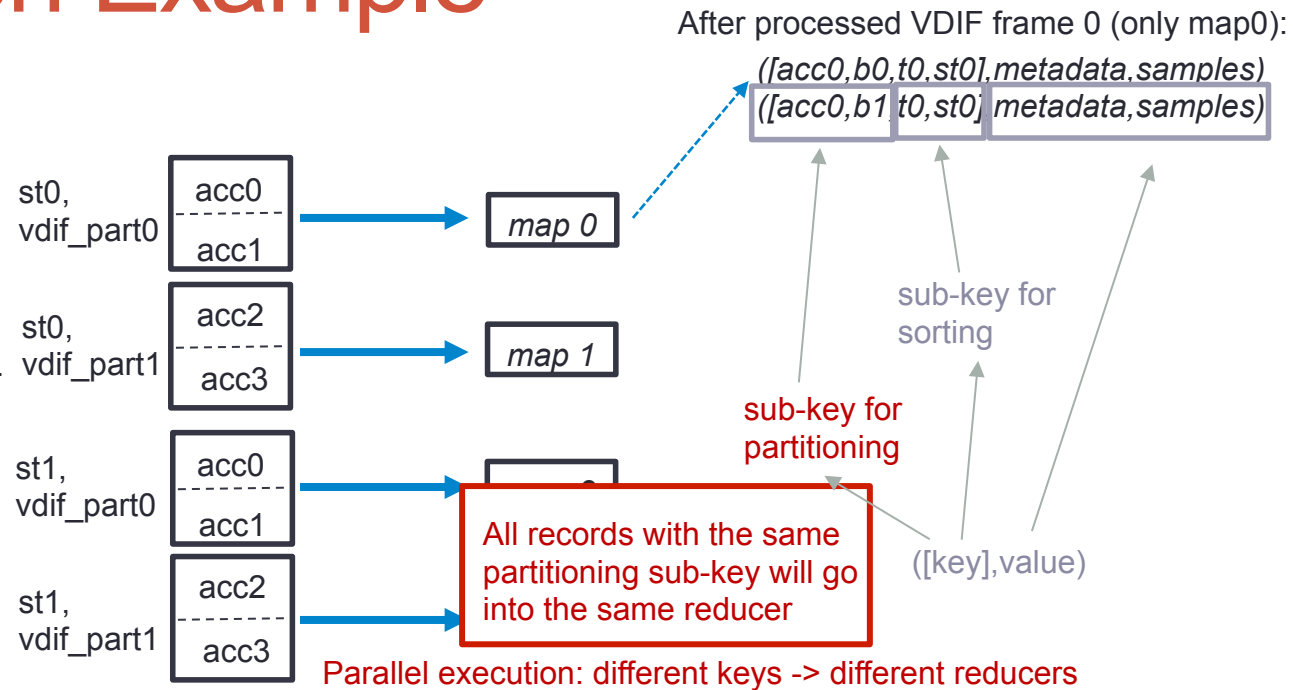 on Example
After processed VDIF frame 0 (only map0):
([acc0,b0,t0,st0],metadata,samples)
([acc0,b1,t0,st0],metadata,samples)
st0,
vdif_part0
acc0
acc1
map 0
st0,
vdif_part1
acc2
acc3
map 1
sub-key for
sorting
sub-key for
partitioning
st1,
vdif_part0
acc0
acc1
All records with the same
partitioning sub-key will go
into the same reducer
([key],value)
st1,
vdif_part1
acc2
acc3
Parallel execution: different keys -> different reducers